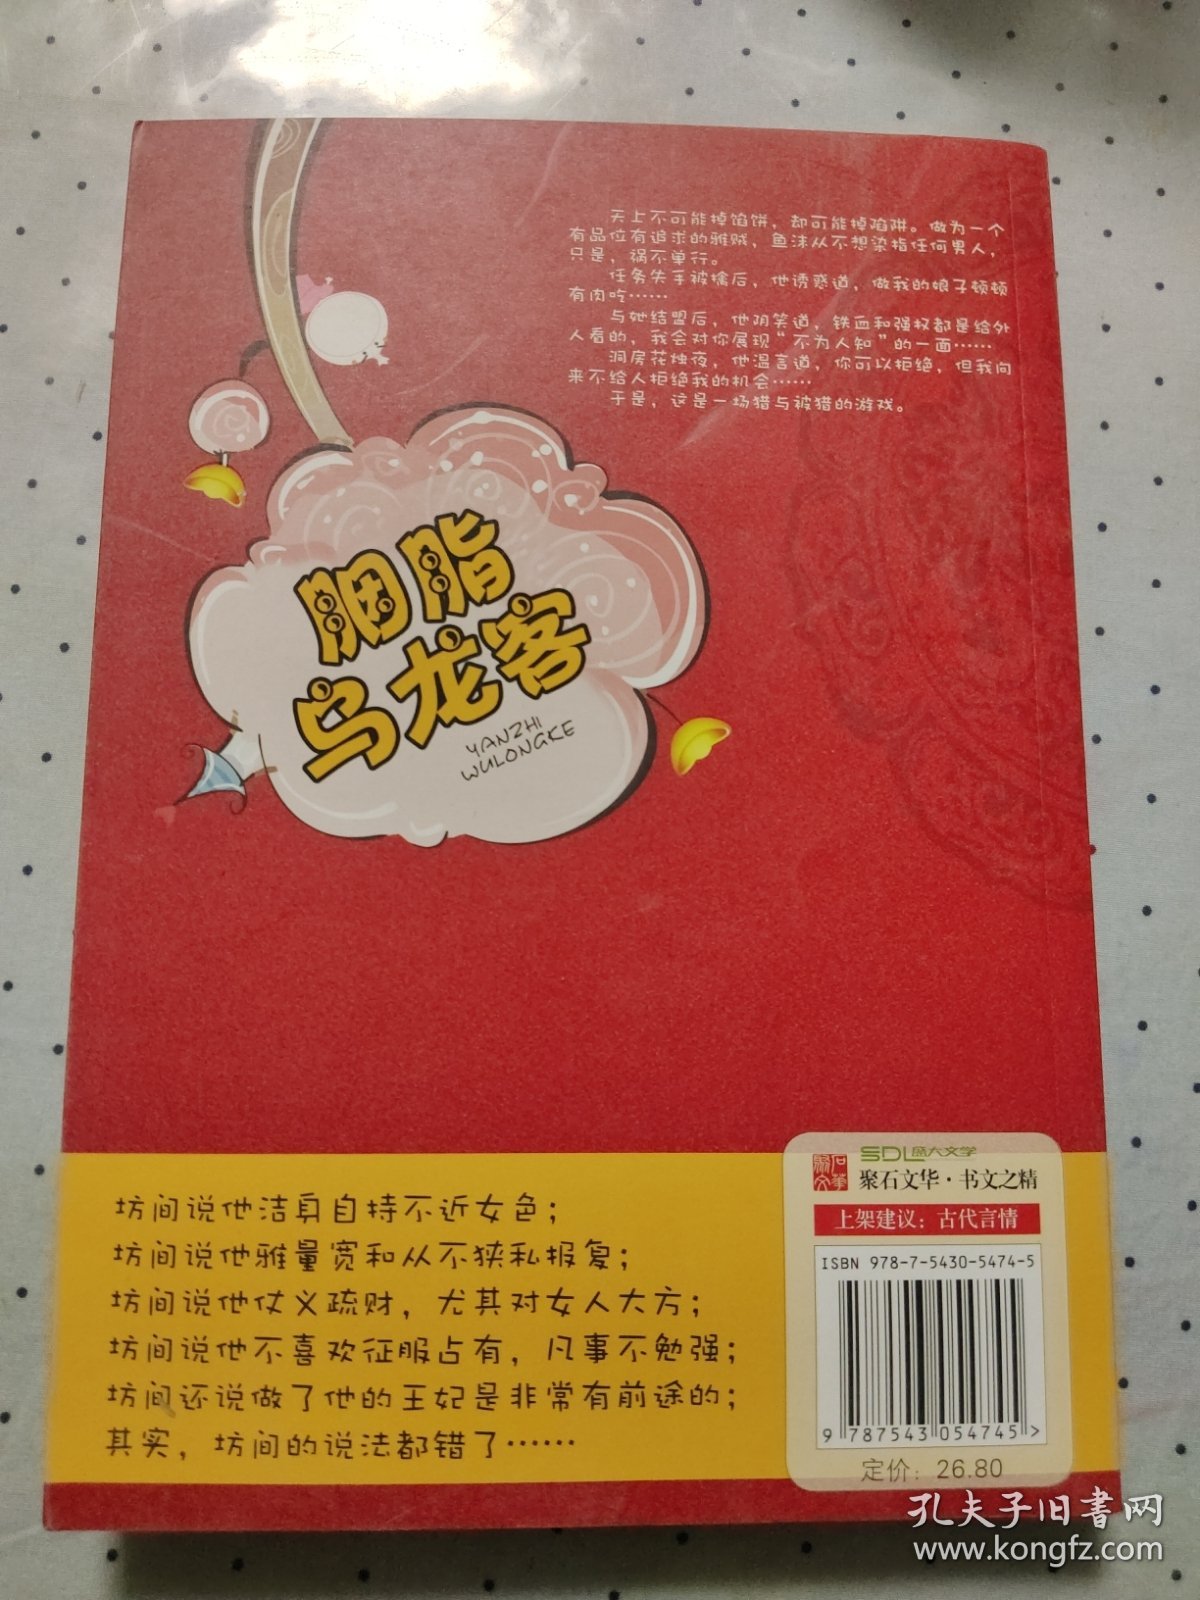 天上不可能掉馅饼，却可能掉陷阱。做为一个
有品位有追求的雅贼，鱼沫从不想染指任何男人，
只是，祸不单行。
任务失手被擒后，他诱惑道，做我的娘子顿顿
有肉吃……
与她结盟后，他阴笑道，铁血和强权都是给外
人看的，我会对你展现“不为人知”的一面……
洞房花烛夜，他温言道，你可以拒绝，但我向
来不给人拒绝我的机会……
于是，这是一场猎与被猎的游戏。
胭脂
乌龙客
YANZHI
WULONGKE
坊间说他洁身自持不近女色；
坊间说他雅量宽和从不狭私报复；
坊间说他仗义疏财，尤其对女人大方；
坊间说他不喜欢征服占有，凡事不勉强；
坊间还说做了他的王妃是非常有前途的；
其实，坊间的说法都错了……
SDL盛大文学
聚石文华
聚石文华·书文之精
上架建议：古代言情
ISBN 978-7-5430-5474-5
9 787543 054745 >
定价：26.80
孔夫子旧书网
www.kongfz.com